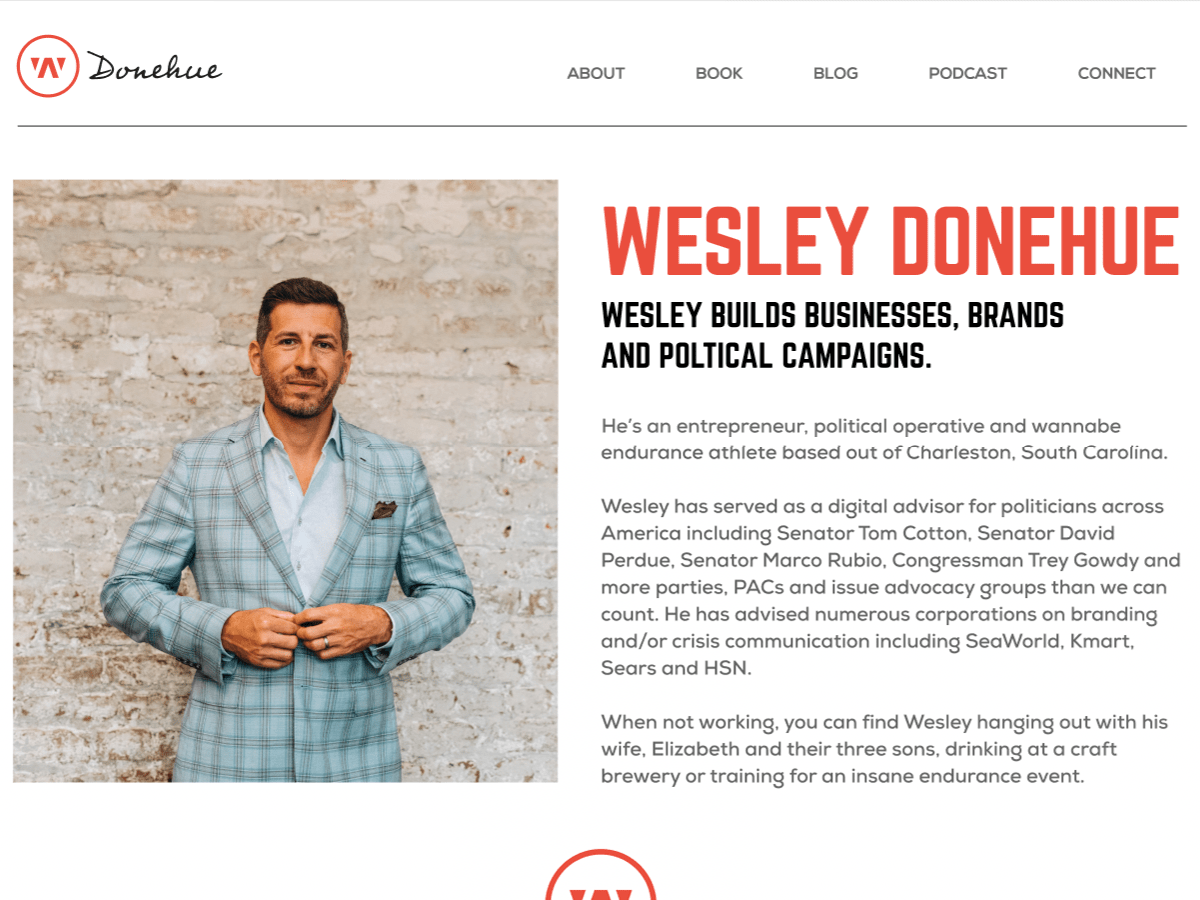 W Donehue
ABOUT BOOK BLOG PODCAST CONNECT
WESLEY DONEHUE
WESLEY BUILDS BUSINESSES, BRANDS
AND POLTICAL CAMPAIGNS.
He's an entrepreneur, political operative and wannabe
endurance athlete based out of Charleston, South Carolina.
Wesley has served as a digital advisor for politicians across
America including Senator Tom Cotton, Senator David
Perdue, Senator Marco Rubio, Congressman Trey Gowdy and
more parties, PACs and issue advocacy groups than we can
count. He has advised numerous corporations on branding
and/or crisis communication including SeaWorld, Kmart,
Sears and HSN.
When not working, you can find Wesley hanging out with his
wife, Elizabeth and their three sons, drinking at a craft
brewery or training for an insane endurance event.
W